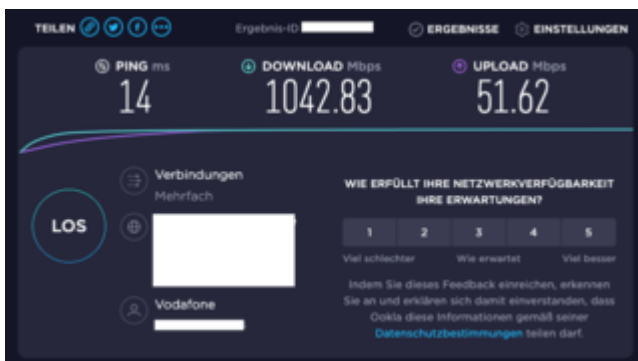 TEILEN
Ergebnis-ID
ERGEBNISSE
EINSTELLUNGEN
PING ms
14
DOWNLOAD Mbps
1042.83
UPLOAD Mbps
51.62
LOS
Verbindungen
Mehrfach
Vodafone
WIE ERFÜLLT IHRE NETZWERKVERFÜGBARKEIT
IHRE ERWARTUNGEN?
1 2 3 4 5
Viel schlechter Wie erwartet Viel besser
Indem Sie dieses Feedback einreichen, erkennen
Sie an und erklären sich damit einverstanden, dass
Ookla diese Informationen gemäß seiner
Datenschutzbestimmungen teilen darf.